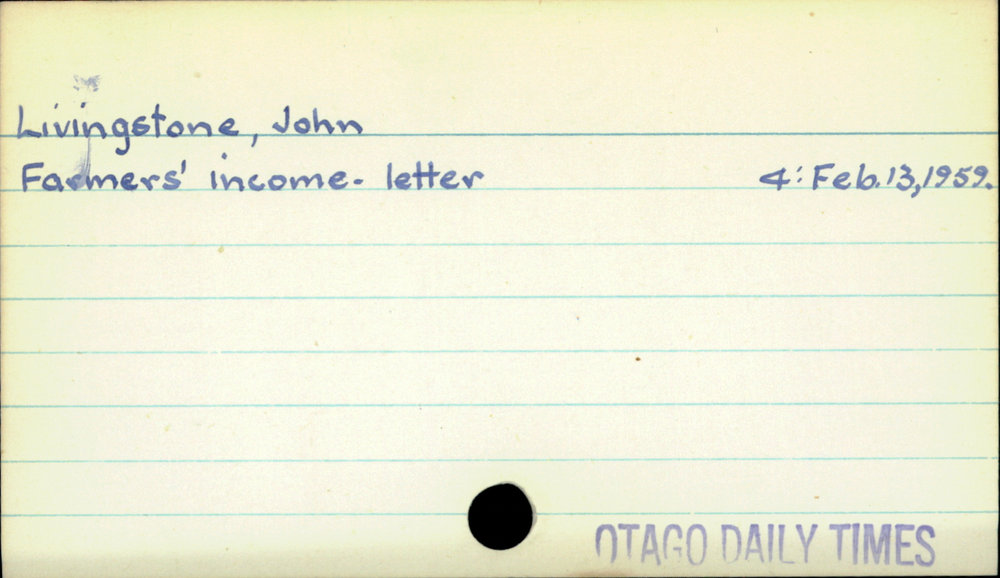 Livingstone, John
Farmers' income- letter 4: Feb.13,1959.
OTAGO DAILY TIMES